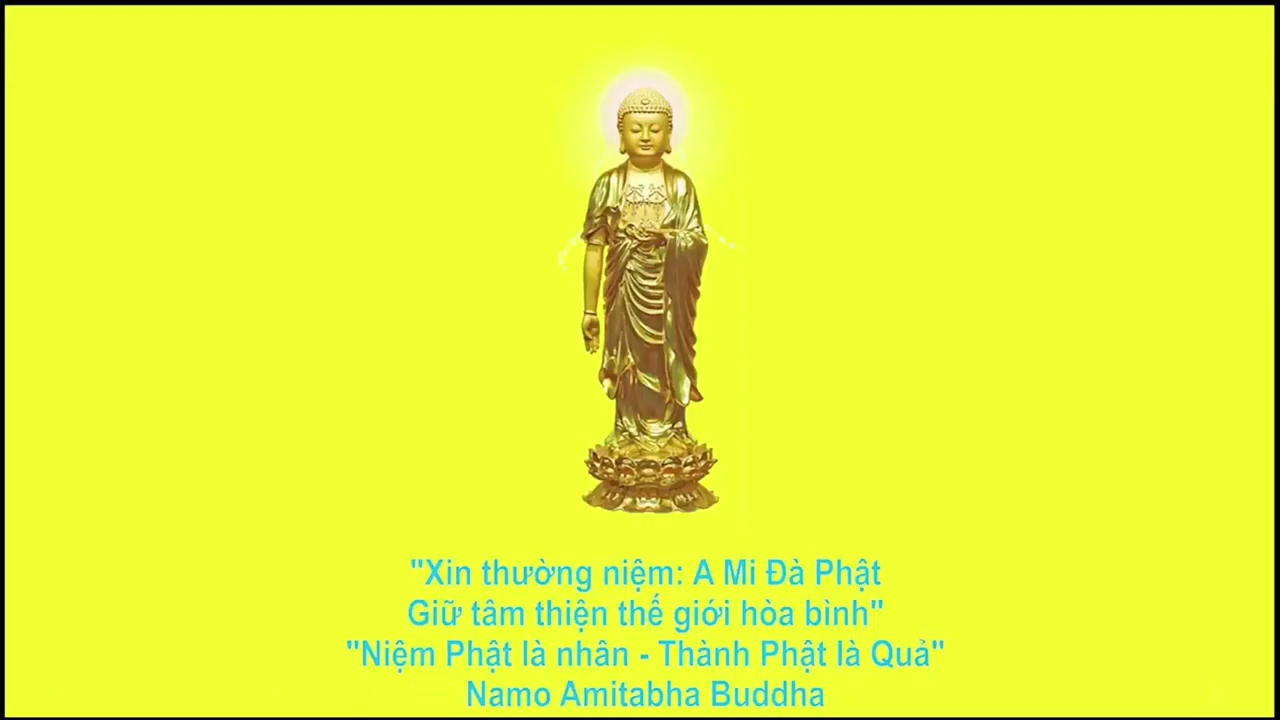 "Xin thường niệm: A Mi Đà Phật
Giữ tâm thiện thế giới hòa bình"
"Niệm Phật là nhân - Thành Phật là Quả"
Namo Amitabha Buddha